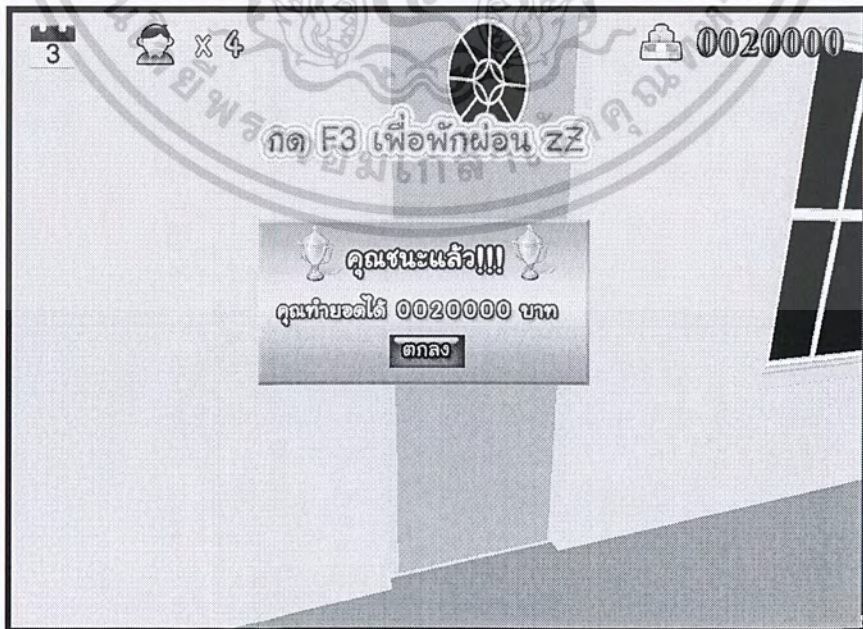 3
x 4
0020000
กด F3 เพื่อพักผ่อน zZ
คุณชนะแล้ว!!!
คุณทำยอดได้ 0020000 บาท
ตกลง